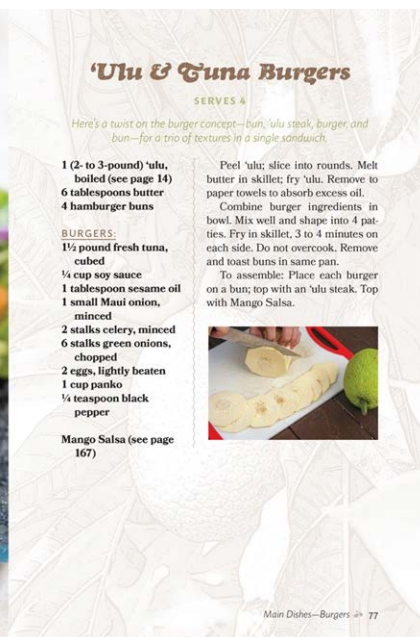 ‘Ulu & Tuna Burgers
SERVES 4
Here's a twist on the burger concept—bun, ‘ulu steak, burger, and
bun—for a trio of textures in a single sandwich.
1 (2- to 3-pound) ‘ulu,
boiled (see page 14)
6 tablespoons butter
4 hamburger buns
BURGERS:
1½ pound fresh tuna,
cubed
¼ cup soy sauce
1 tablespoon sesame oil
1 small Maui onion,
minced
2 stalks celery, minced
6 stalks green onions,
chopped
2 eggs, lightly beaten
1 cup panko
¼ teaspoon black
pepper
Mango Salsa (see page
167)
Peel ‘ulu; slice into rounds. Melt
butter in skillet; fry ‘ulu. Remove to
paper towels to absorb excess oil.
Combine burger ingredients in
bowl. Mix well and shape into 4 pat-
ties. Fry in skillet, 3 to 4 minutes on
each side. Do not overcook. Remove
and toast buns in same pan.
To assemble: Place each burger
on a bun; top with an ‘ulu steak. Top
with Mango Salsa.
Main Dishes—Burgers 77